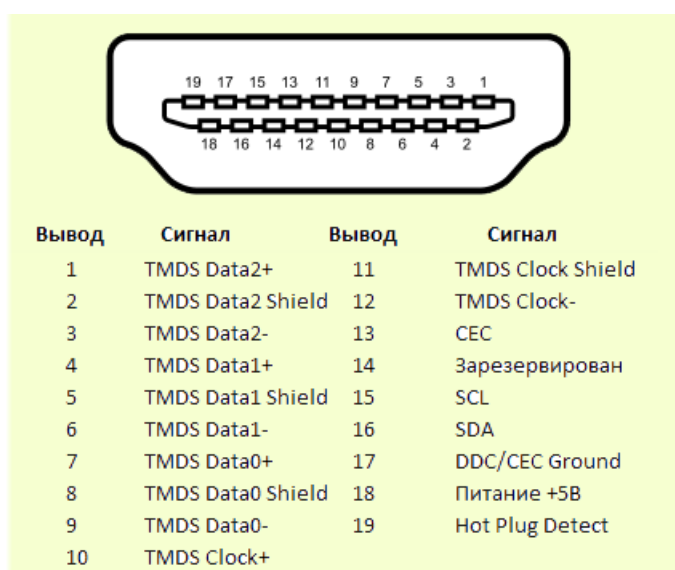 19 17 15 13 11 9 7 5 3 1
18 16 14 12 10 8 6 4 2
Вывод Сигнал Вывод Сигнал
1 TMDS Data2+ 11 TMDS Clock Shield
2 TMDS Data2 Shield 12 TMDS Clock-
3 TMDS Data2- 13 CEC
4 TMDS Data1+ 14 Зарезервирован
5 TMDS Data1 Shield 15 SCL
6 TMDS Data1- 16 SDA
7 TMDS Data0+ 17 DDC/CEC Ground
8 TMDS Data0 Shield 18 Питание +5В
9 TMDS Data0- 19 Hot Plug Detect
10 TMDS Clock+